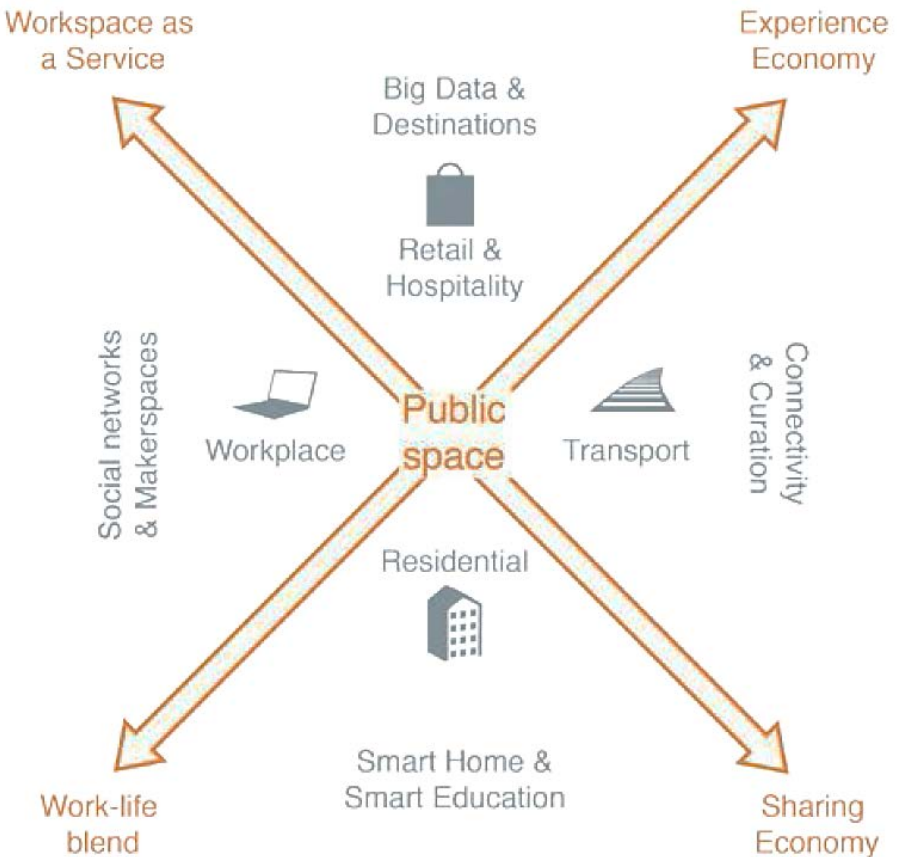 Workspace as
a Service
Experience
Economy
Big Data &
Destinations
Retail &
Hospitality
Social networks
& Makerspaces
Workplace
Public
space
Transport
Connectivity
& Curation
Residential
Smart Home &
Smart Education
Work-life
blend
Sharing
Economy